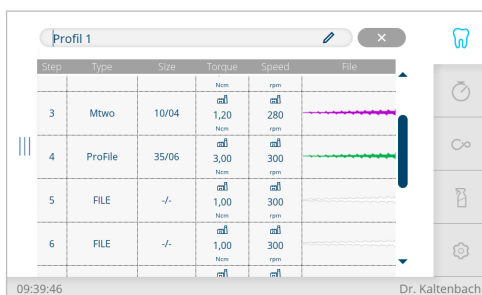 Profil 1
Step Type Size Torque Speed File
Ncm rpm
3 Mtwo 10/04 1,20 280
Ncm rpm
4 ProFile 35/06 3,00 300
Ncm rpm
5 FILE -/- 1,00 300
Ncm rpm
6 FILE -/- 1,00 300
Ncm rpm
09:39:46 Dr. Kaltenbach